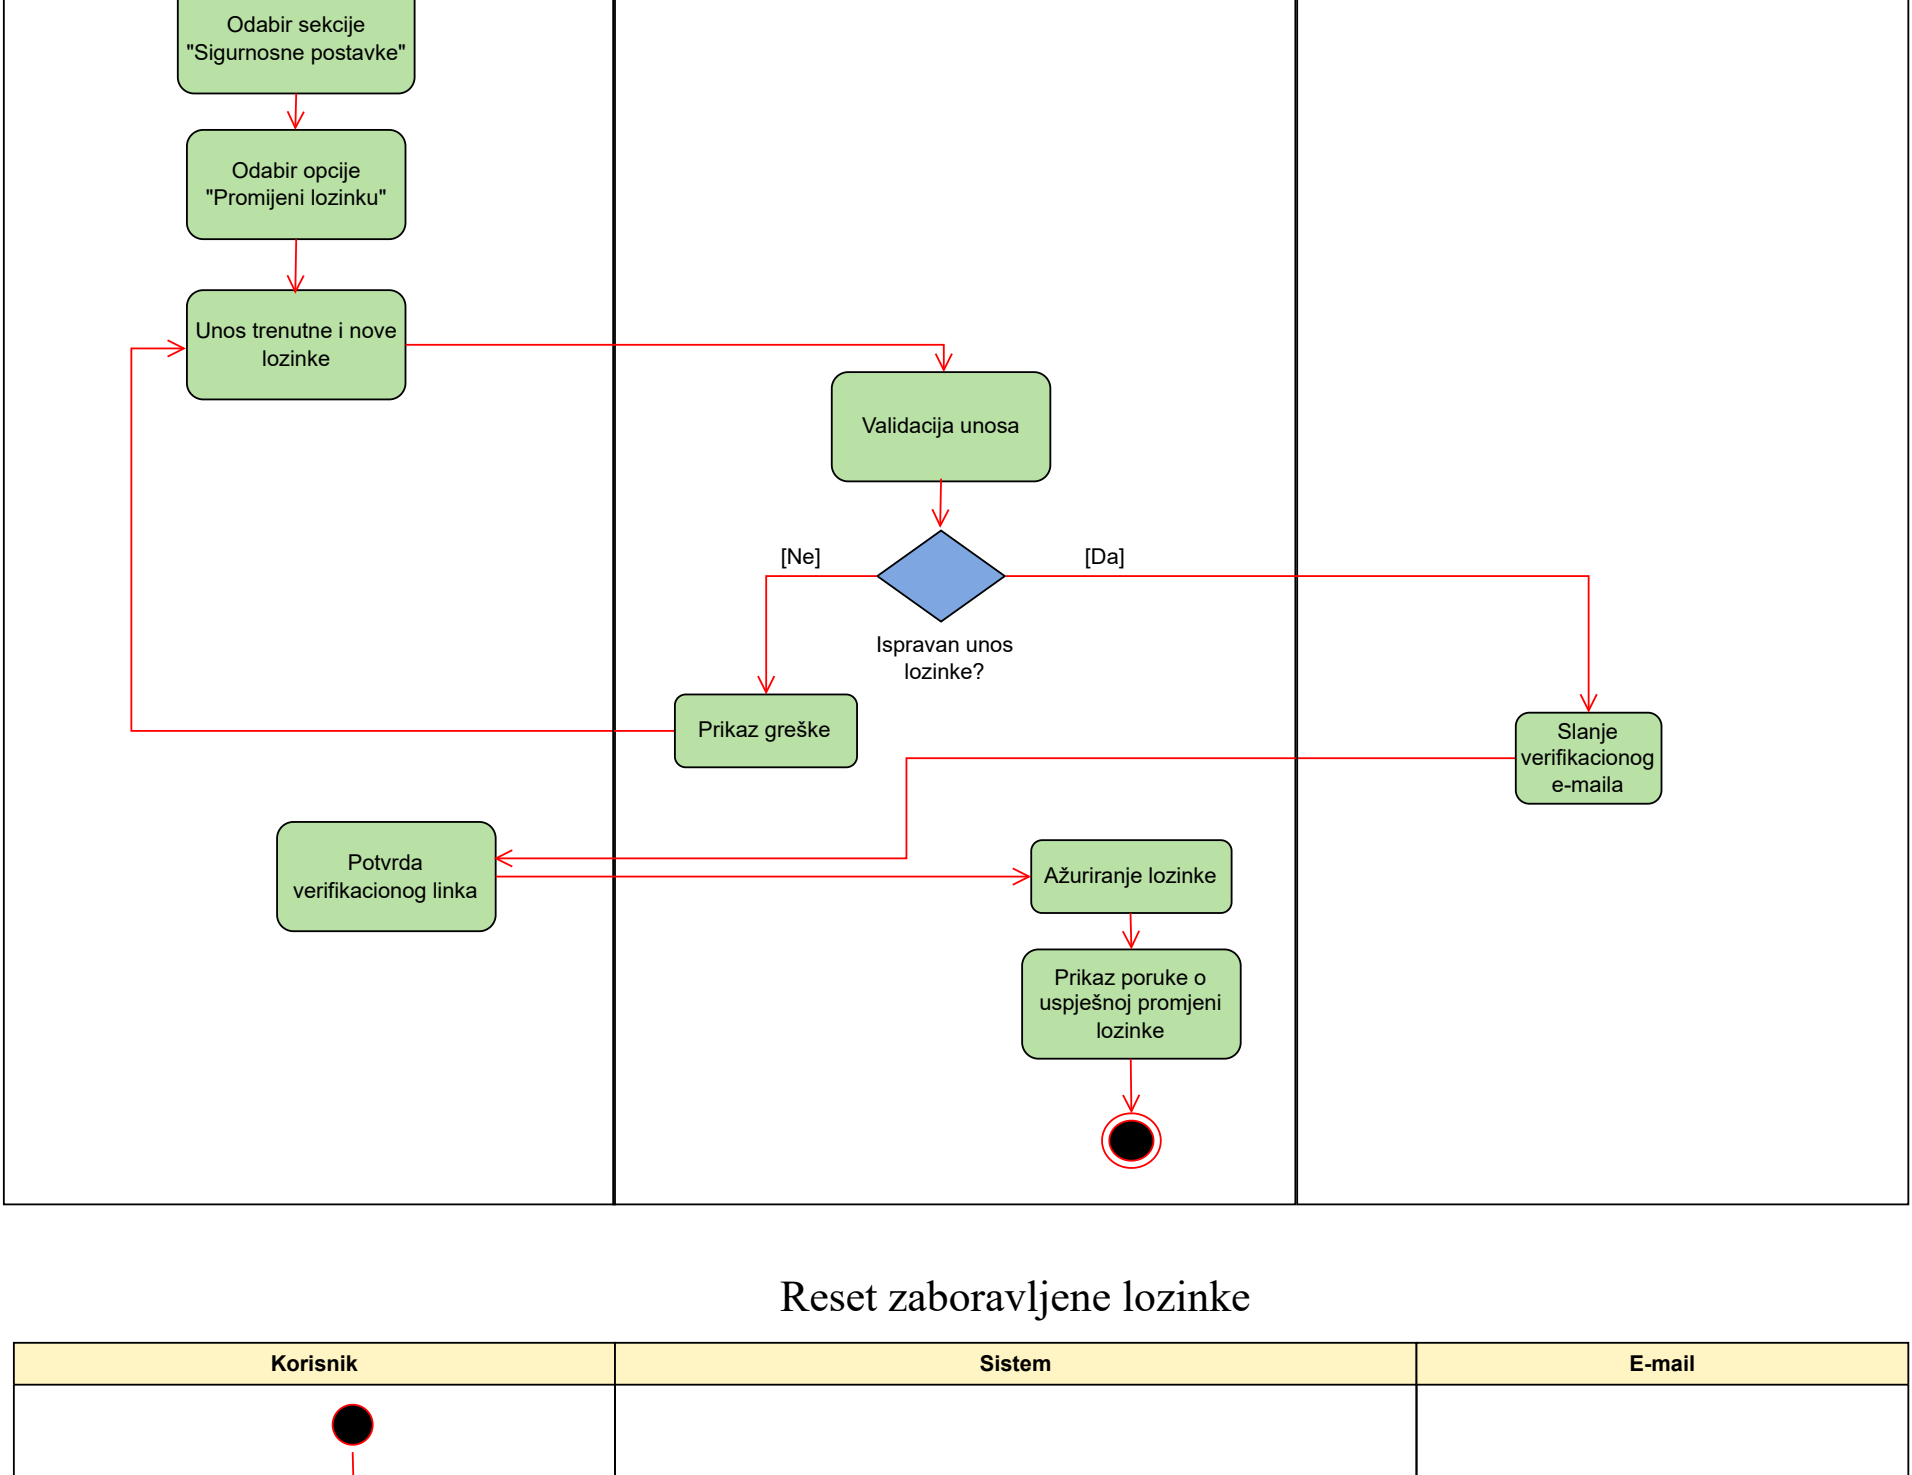 Odabir sekcije
"Sigurnosne postavke"
Odabir opcije
"Promijeni lozinku"
Unos trenutne i nove
lozinke
Validacija unosa
[Ne]
[Da]
Ispravan unos
lozinke?
Prikaz greške
Slanje
verifikacionog
e-maila
Potvrda
verifikacionog linka
Ažuriranje lozinke
Prikaz poruke o
uspješnoj promjeni
lozinke
Reset zaboravljene lozinke
Korisnik
Sistem
E-mail